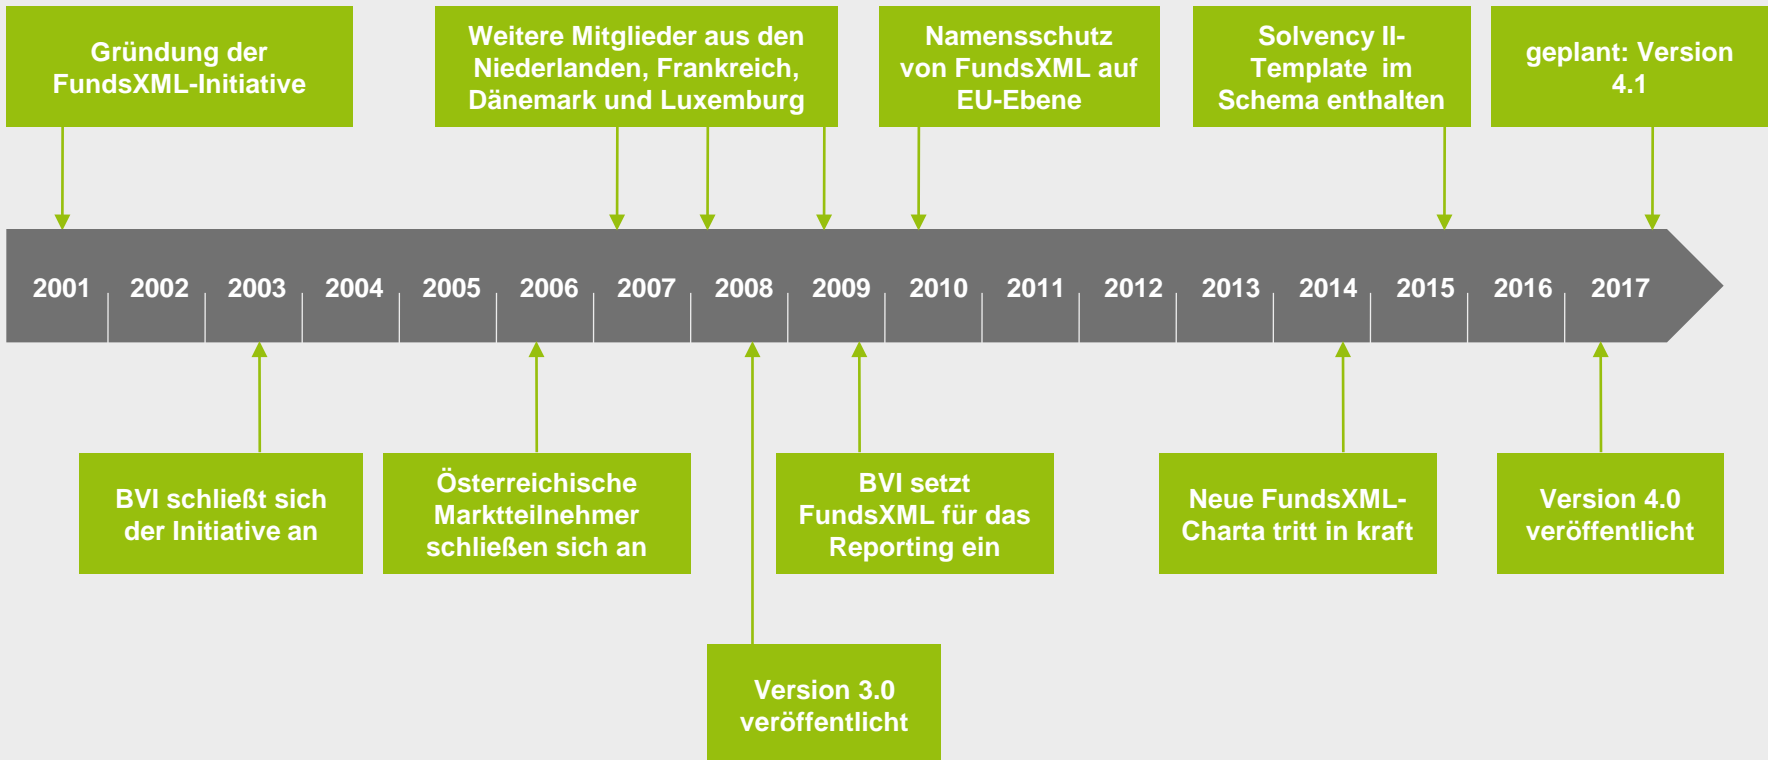 Gründung der
FundsXML-Initiative
Weitere Mitglieder aus den
Niederlanden, Frankreich,
Dänemark und Luxemburg
Namensschutz
von FundsXML auf
EU-Ebene
Solvency II-
Template  im
Schema enthalten
geplant: Version
4.1
2001 2002 2003 2004 2005 2006 2007 2008 2009 2010 2011 2012 2013 2014 2015 2016 2017
BVI schließt sich
der Initiative an
Österreichische
Marktteilnehmer
schließen sich an
BVI setzt
FundsXML für das
Reporting ein
Neue FundsXML-
Charta tritt in kraft
Version 4.0
veröffentlicht
Version 3.0
veröffentlicht